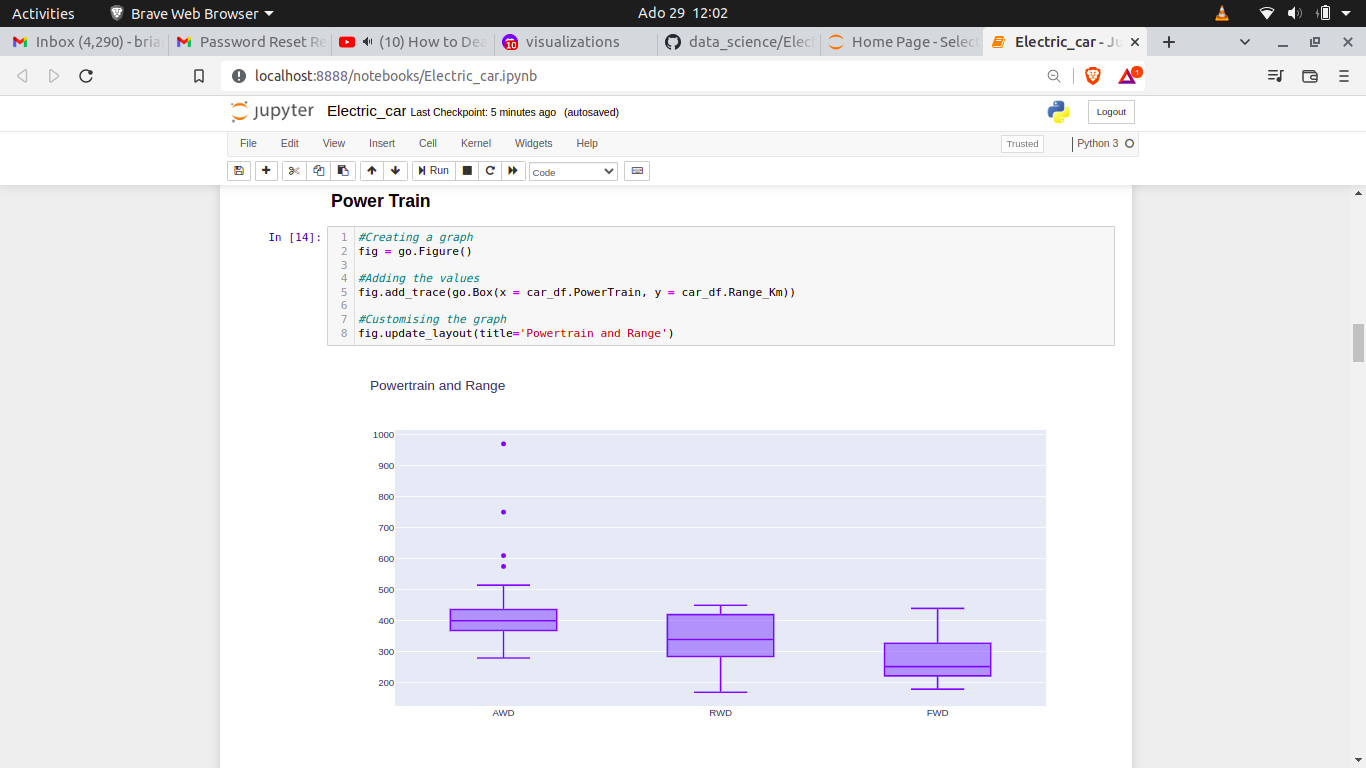 Activities Brave Web Browser Ado 29 12:02
Inbox (4,290) - bria Password Reset Re (10) How to Dea visualizations data_science/Elect Home Page - Select Electric_car - Ju
localhost:8888/notebooks/Electric_car.ipynb
jupyter Electric_car Last Checkpoint: 5 minutes ago (autosaved) Logout
File Edit View Insert Cell Kernel Widgets Help Trusted Python 3
Run Code
Power Train
In [14]:
1 #Creating a graph
2 fig = go.Figure()
3
4 #Adding the values
5 fig.add_trace(go.Box(x = car_df.PowerTrain, y = car_df.Range_Km))
6
7 #Customising the graph
8 fig.update_layout(title='Powertrain and Range')
Powertrain and Range
1000
900
800
700
600
500
400
300
200
AWD RWD FWD